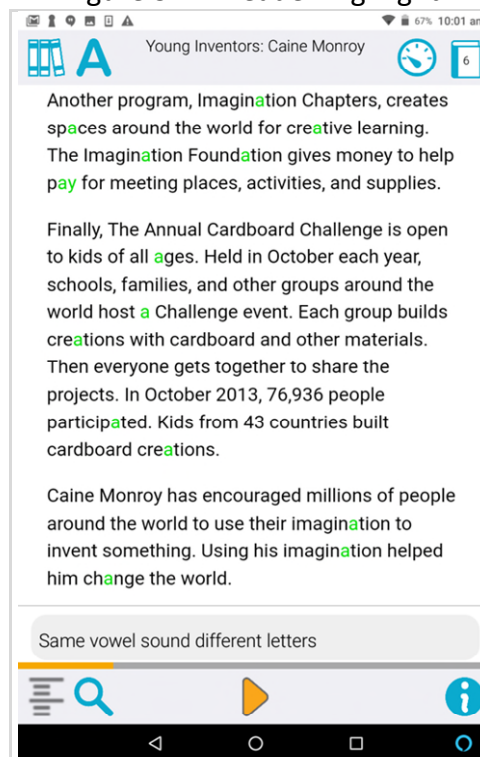 67% 10:01 am
Young Inventors: Caine Monroy
A
6
Another program, Imagination Chapters, creates
spaces around the world for creative learning.
The Imagination Foundation gives money to help
pay for meeting places, activities, and supplies.
Finally, The Annual Cardboard Challenge is open
to kids of all ages. Held in October each year,
schools, families, and other groups around the
world host a Challenge event. Each group builds
creations with cardboard and other materials.
Then everyone gets together to share the
projects. In October 2013, 76,936 people
participated. Kids from 43 countries built
cardboard creations.
Caine Monroy has encouraged millions of people
around the world to use their imagination to
invent something. Using his imagination helped
him change the world.
Same vowel sound different letters